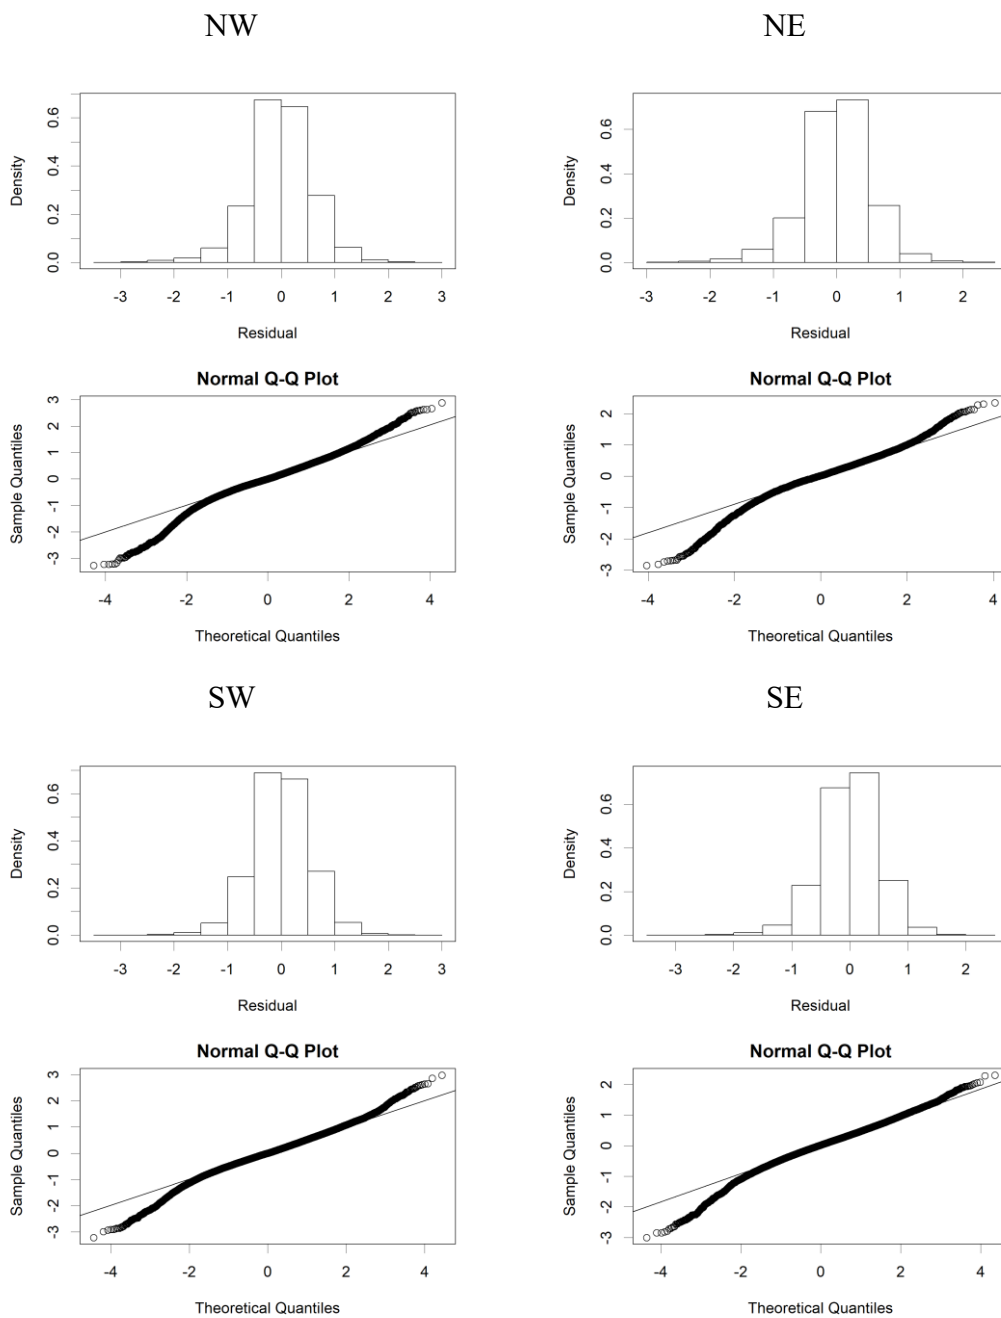 NW
NE
Density
0.0 0.2 0.4 0.6
-3 -2 -1 0 1 2 3
Residual
Density
0.0 0.2 0.4 0.6
-3 -2 -1 0 1 2
Residual
Normal Q-Q Plot
Sample Quantiles
-3 -2 -1 0 1 2 3
-4 -2 0 2 4
Theoretical Quantiles
Normal Q-Q Plot
Sample Quantiles
-3 -2 -1 0 1 2
-4 -2 0 2 4
Theoretical Quantiles
SW
SE
Density
0.0 0.2 0.4 0.6
-3 -2 -1 0 1 2 3
Residual
Density
0.0 0.2 0.4 0.6
-3 -2 -1 0 1 2
Residual
Normal Q-Q Plot
Sample Quantiles
-3 -2 -1 0 1 2 3
-4 -2 0 2 4
Theoretical Quantiles
Normal Q-Q Plot
Sample Quantiles
-3 -2 -1 0 1 2
-4 -2 0 2 4
Theoretical Quantiles